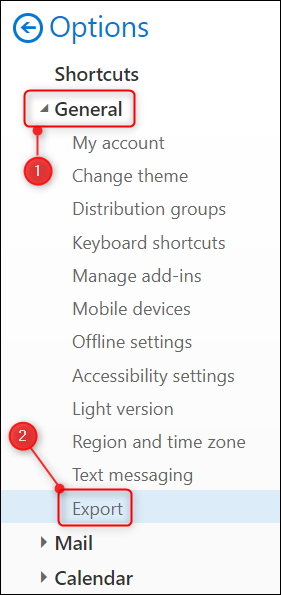 Options
Shortcuts
General
1
My account
Change theme
Distribution groups
Keyboard shortcuts
Manage add-ins
Mobile devices
Offline settings
Accessibility settings
Light version
2
Region and time zone
Text messaging
Export
Mail
Calendar